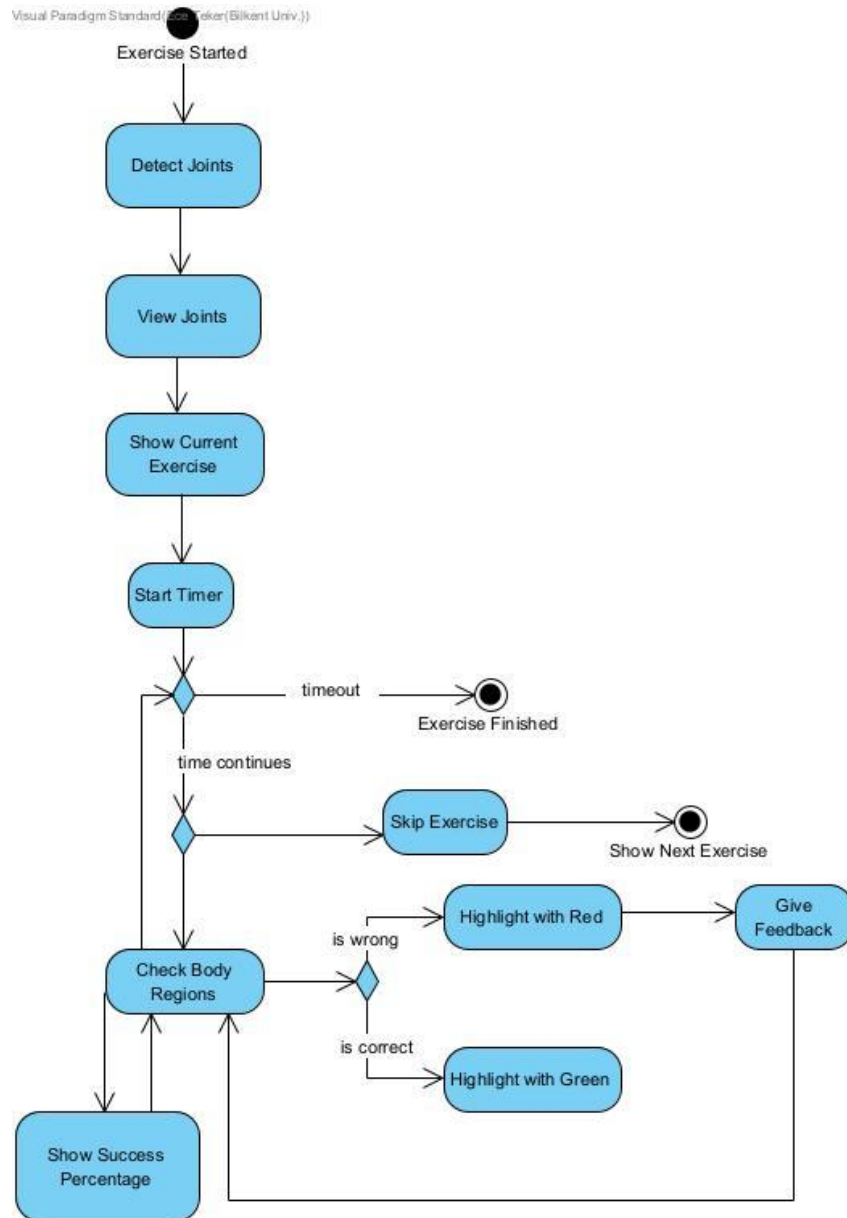 Visual Paradigm Standard(Ece Teker(Bilkent Univ.))
Exercise Started
Detect Joints
View Joints
Show Current
Exercise
Start Timer
timeout
Exercise Finished
time continues
Skip Exercise
Show Next Exercise
Highlight with Red
Give
Feedback
is wrong
Check Body
Regions
is correct
Highlight with Green
Show Success
Percentage